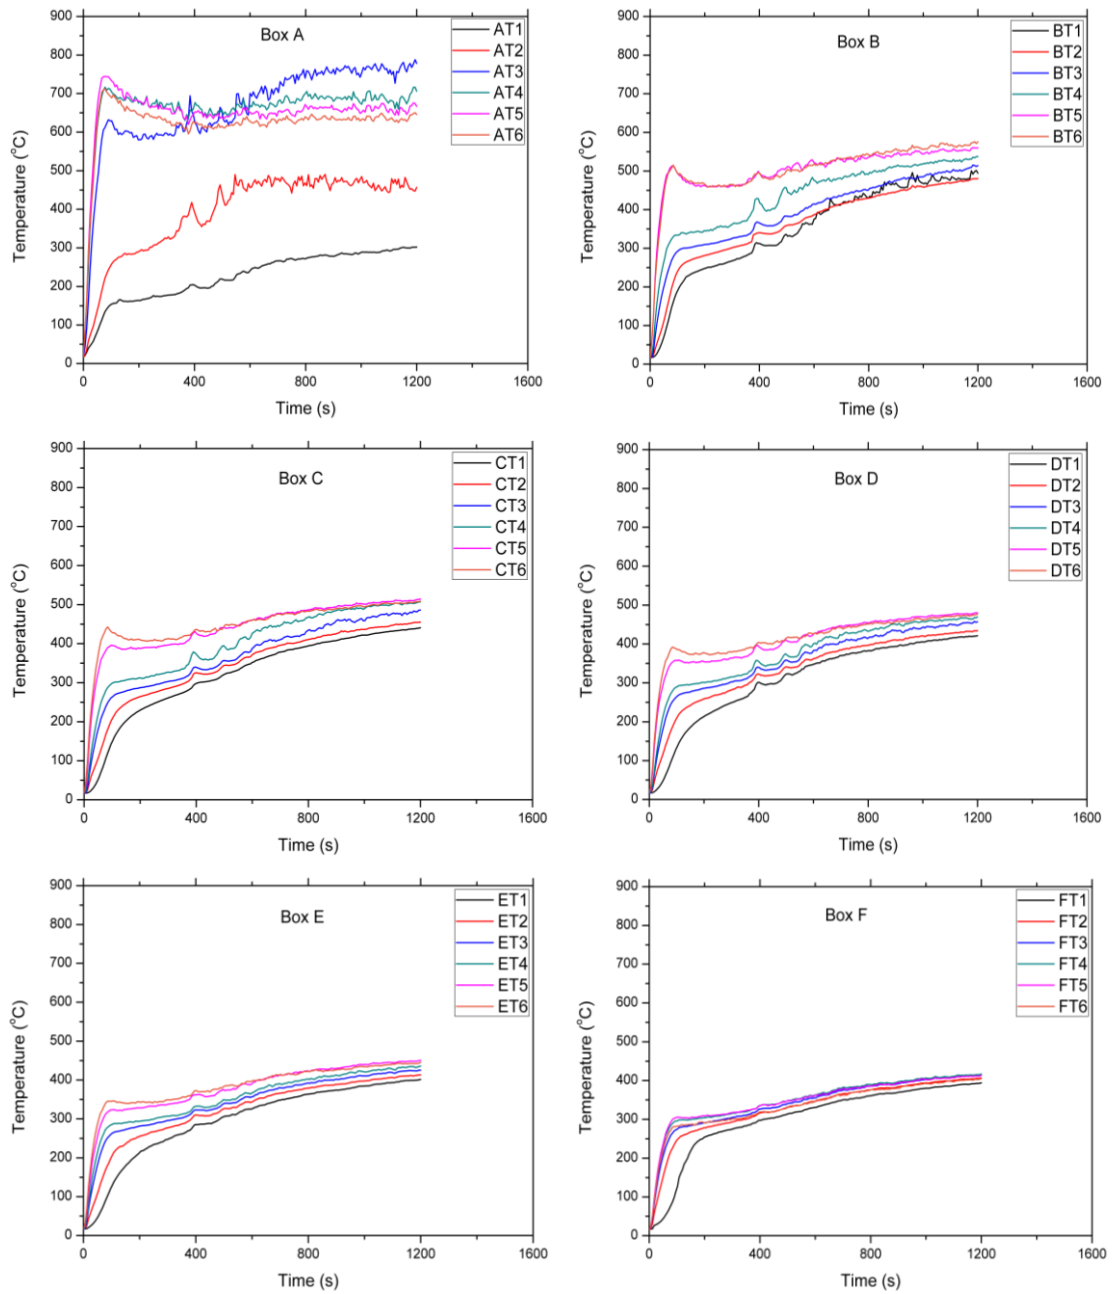 Box A
AT1
AT2
AT3
AT4
AT5
AT6
900
800
700
600
500
400
300
200
100
0
Temperature (°C)
0
400
800
1200
1600
Time (s)
Box B
BT1
BT2
BT3
BT4
BT5
BT6
900
800
700
600
500
400
300
200
100
0
Temperature (°C)
0
400
800
1200
1600
Time (s)
Box C
CT1
CT2
CT3
CT4
CT5
CT6
900
800
700
600
500
400
300
200
100
0
Temperature (°C)
0
400
800
1200
1600
Time (s)
Box D
DT1
DT2
DT3
DT4
DT5
DT6
900
800
700
600
500
400
300
200
100
0
Temperature (°C)
0
400
800
1200
1600
Time (s)
Box E
ET1
ET2
ET3
ET4
ET5
ET6
900
800
700
600
500
400
300
200
100
0
Temperature (°C)
0
400
800
1200
1600
Time (s)
Box F
FT1
FT2
FT3
FT4
FT5
FT6
900
800
700
600
500
400
300
200
100
0
Temperature (°C)
0
400
800
1200
1600
Time (s)